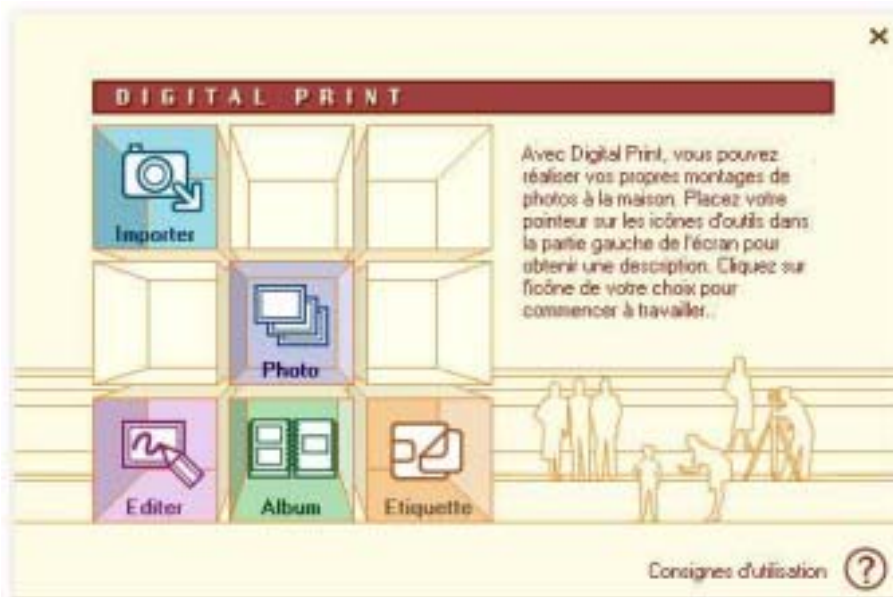 DIGITAL PRINT
Importer
Avec Digital Print, vous pouvez
réaliser vos propres montages de
photos à la maison. Placez votre
pointeur sur les icônes d'outils dans
la partie gauche de l'écran pour
obtenir une description. Cliquez sur
l'icône de votre choix pour
commencer à travailler..
Photo
Editer
Album
Etiquette
Consignes d'utilisation
?